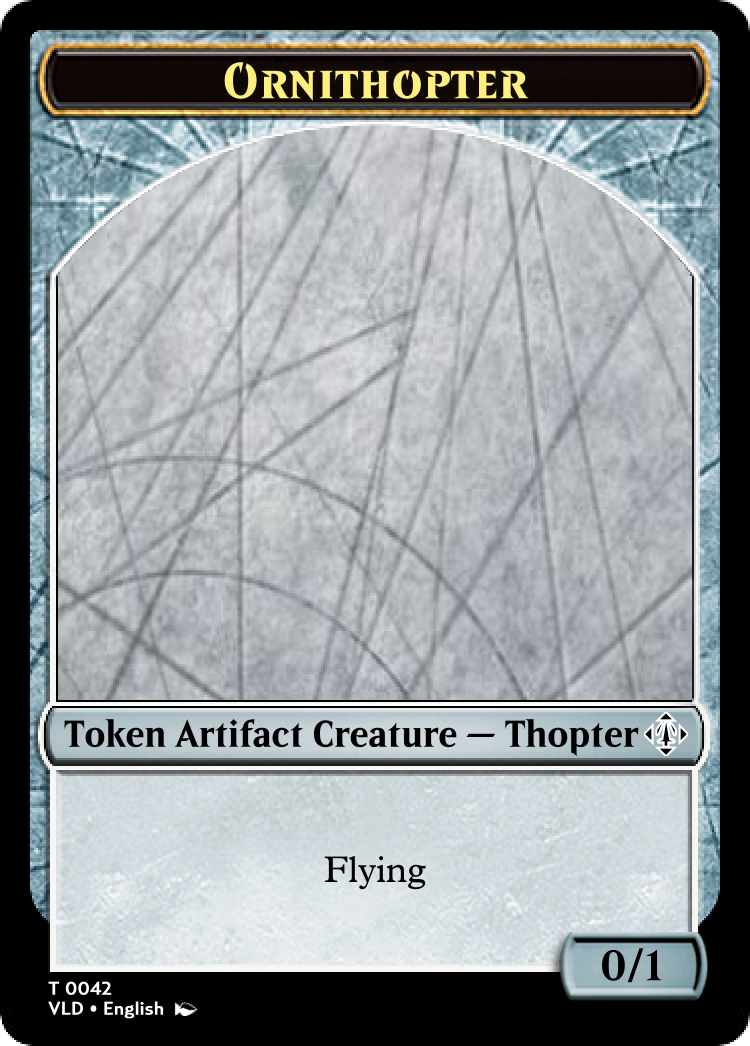 Ornithopter
Token Artifact Creature — Thopter
Flying
0/1
T 0042
VLD • English